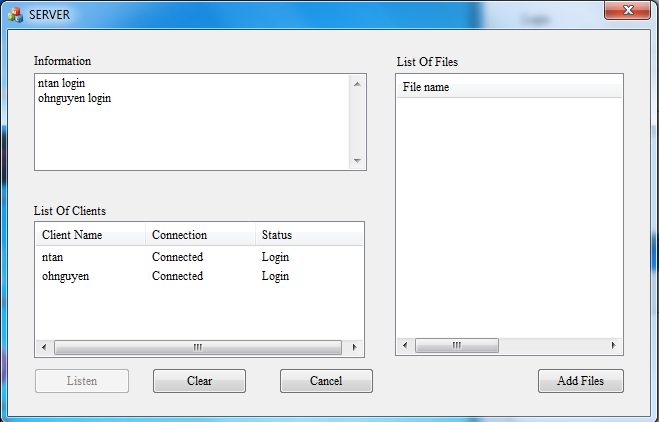 SERVER
Login
Information
ntan login
ohnguyen login
List Of Clients
Client Name Connection Status
ntan Connected Login
ohnguyen Connected Login
List Of Files
File name
Listen Clear Cancel Add Files